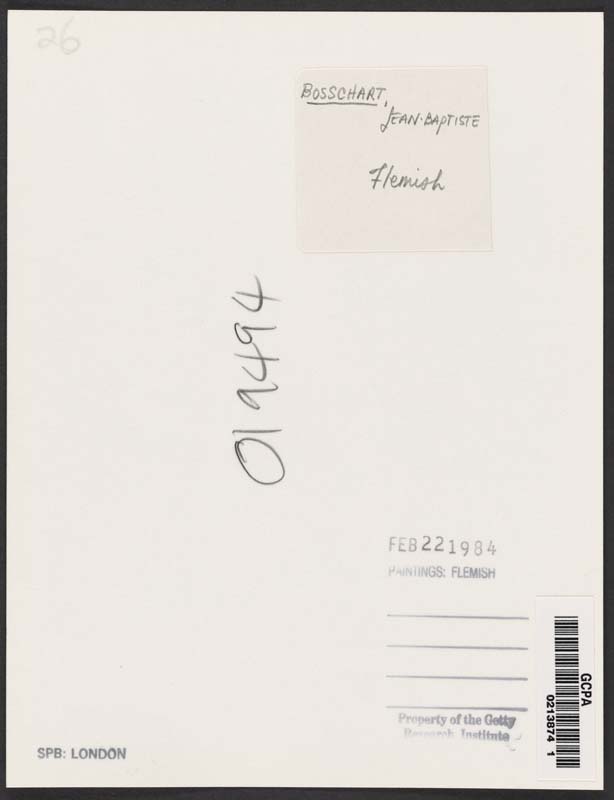 26
BOSSCHART,
JEAN-BAPTISTE
Flemish
019494
FEB 22 1984
PAINTINGS: FLEMISH
Property of the Getty
Research Institute
GCPA
0213874 1
SPB: LONDON